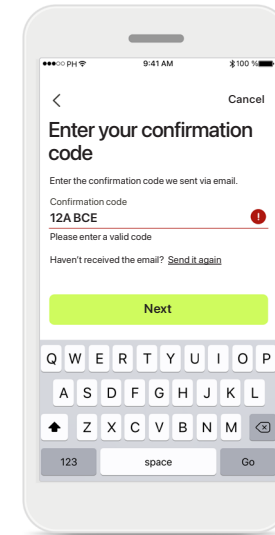 PH 9:41 AM 100 %
Cancel
Enter your confirmation
code
Enter the confirmation code we sent via email.
Confirmation code
12A BCE
!
Please enter a valid code
Haven't received the email? Send it again
Next
Q W E R T Y U I O P
A S D F G H J K L
Z X C V B N M
123 space Go